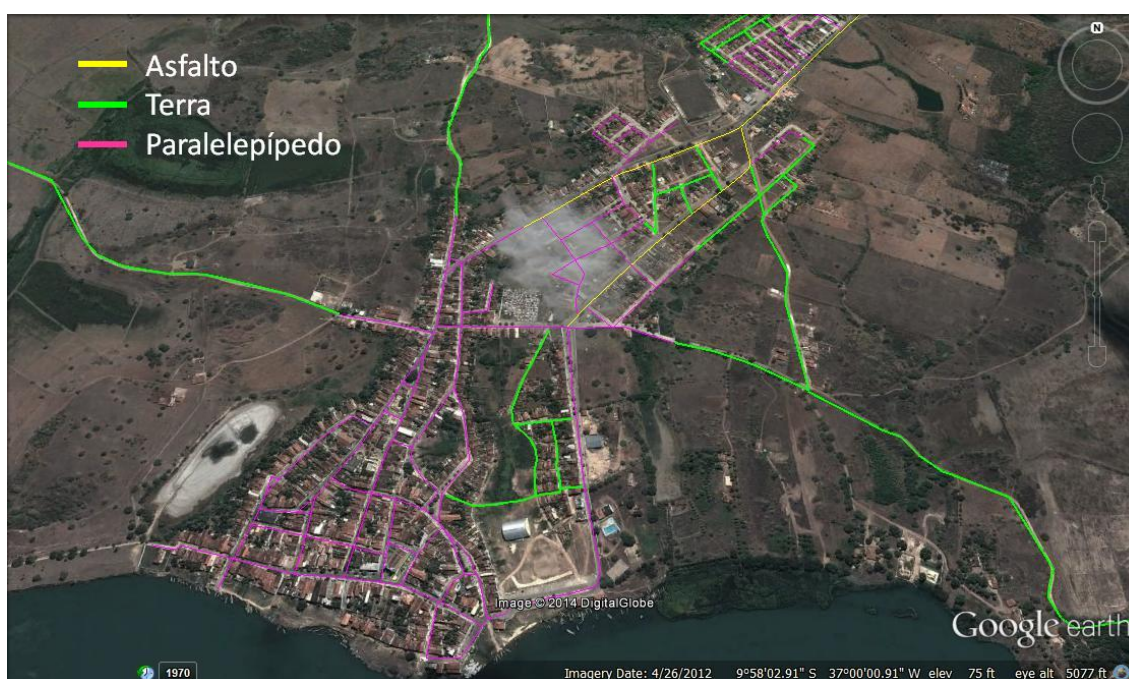 N
Asfalto
Terra
Paralelepípedo
Image © 2014 DigitalGlobe
Google earth
1970
Imagery Date: 4/26/2012 9°58'02.91" S 37°00'00.91" W elev 75 ft eye alt 5077 ft